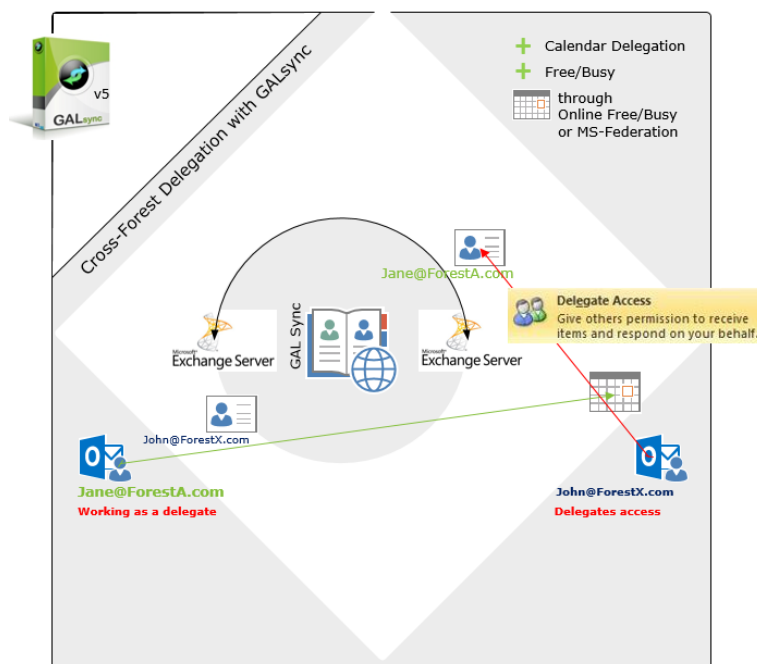 v5
GALsync
Cross-Forest Delegation with GALsync
+ Calendar Delegation
+ Free/Busy
through
Online Free/Busy
or MS-Federation
Jane@ForestA.com
Delegate Access
Give others permission to receive
items and respond on your behalf.
GAL Sync
Microsoft
Exchange Server
Microsoft
Exchange Server
John@ForestX.com
Jane@ForestA.com
Working as a delegate
John@ForestX.com
Delegates access